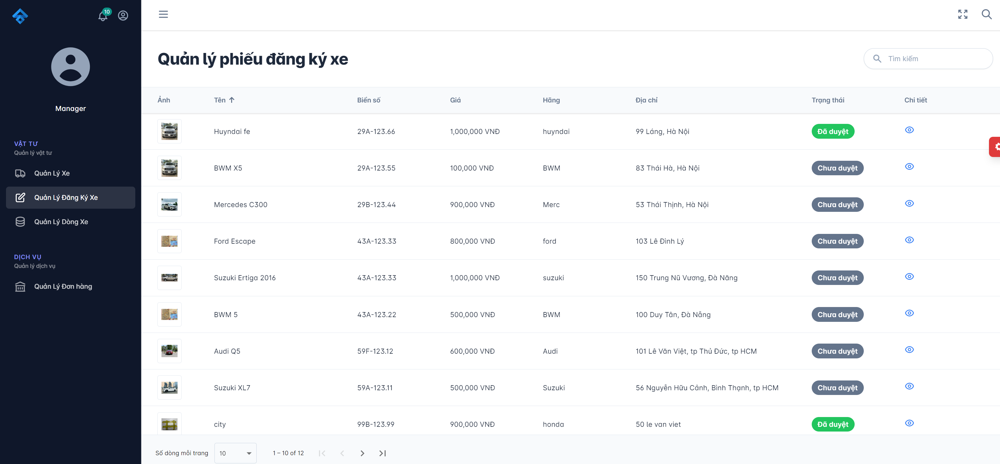 10
Manager
VẬT TƯ
Quản lý vật tư
Quản Lý Xe
Quản Lý Đăng Ký Xe
Quản Lý Dòng Xe
DỊCH VỤ
Quản lý dịch vụ
Quản Lý Đơn hàng
Quản lý phiếu đăng ký xe
Tìm kiếm
Ảnh Tên Biển số Giá Hãng Địa chỉ Trạng thái Chi tiết
Huyndai fe 29A-123.66 1,000,000 VNĐ huyndai 99 Láng, Hà Nội Đã duyệt
BWM X5 29A-123.55 100,000 VNĐ BWM 83 Thái Hà, Hà Nội Chưa duyệt
Mercedes C300 29B-123.44 900,000 VNĐ Merc 53 Thái Thịnh, Hà Nội Chưa duyệt
Ford Escape 43A-123.33 800,000 VNĐ ford 103 Lê Đình Lý Chưa duyệt
Suzuki Ertiga 2016 43A-123.33 1,000,000 VNĐ suzuki 150 Trung Nũ Vương, Đà Năng Chưa duyệt
BWM 5 43A-123.22 500,000 VNĐ BWM 100 Duy Tân, Đà Nẵng Chưa duyệt
Audi Q5 59F-123.12 600,000 VNĐ Audi 101 Lê Văn Việt, tp Thủ Đức, tp HCM Chưa duyệt
Suzuki XL7 59A-123.11 500,000 VNĐ Suzuki 56 Nguyễn Hữu Cảnh, Bình Thạnh, tp HCM Chưa duyệt
city 99B-123.99 900,000 VNĐ honda 50 le van viet Đã duyệt
Số dòng mỗi trang 10 1 – 10 of 12